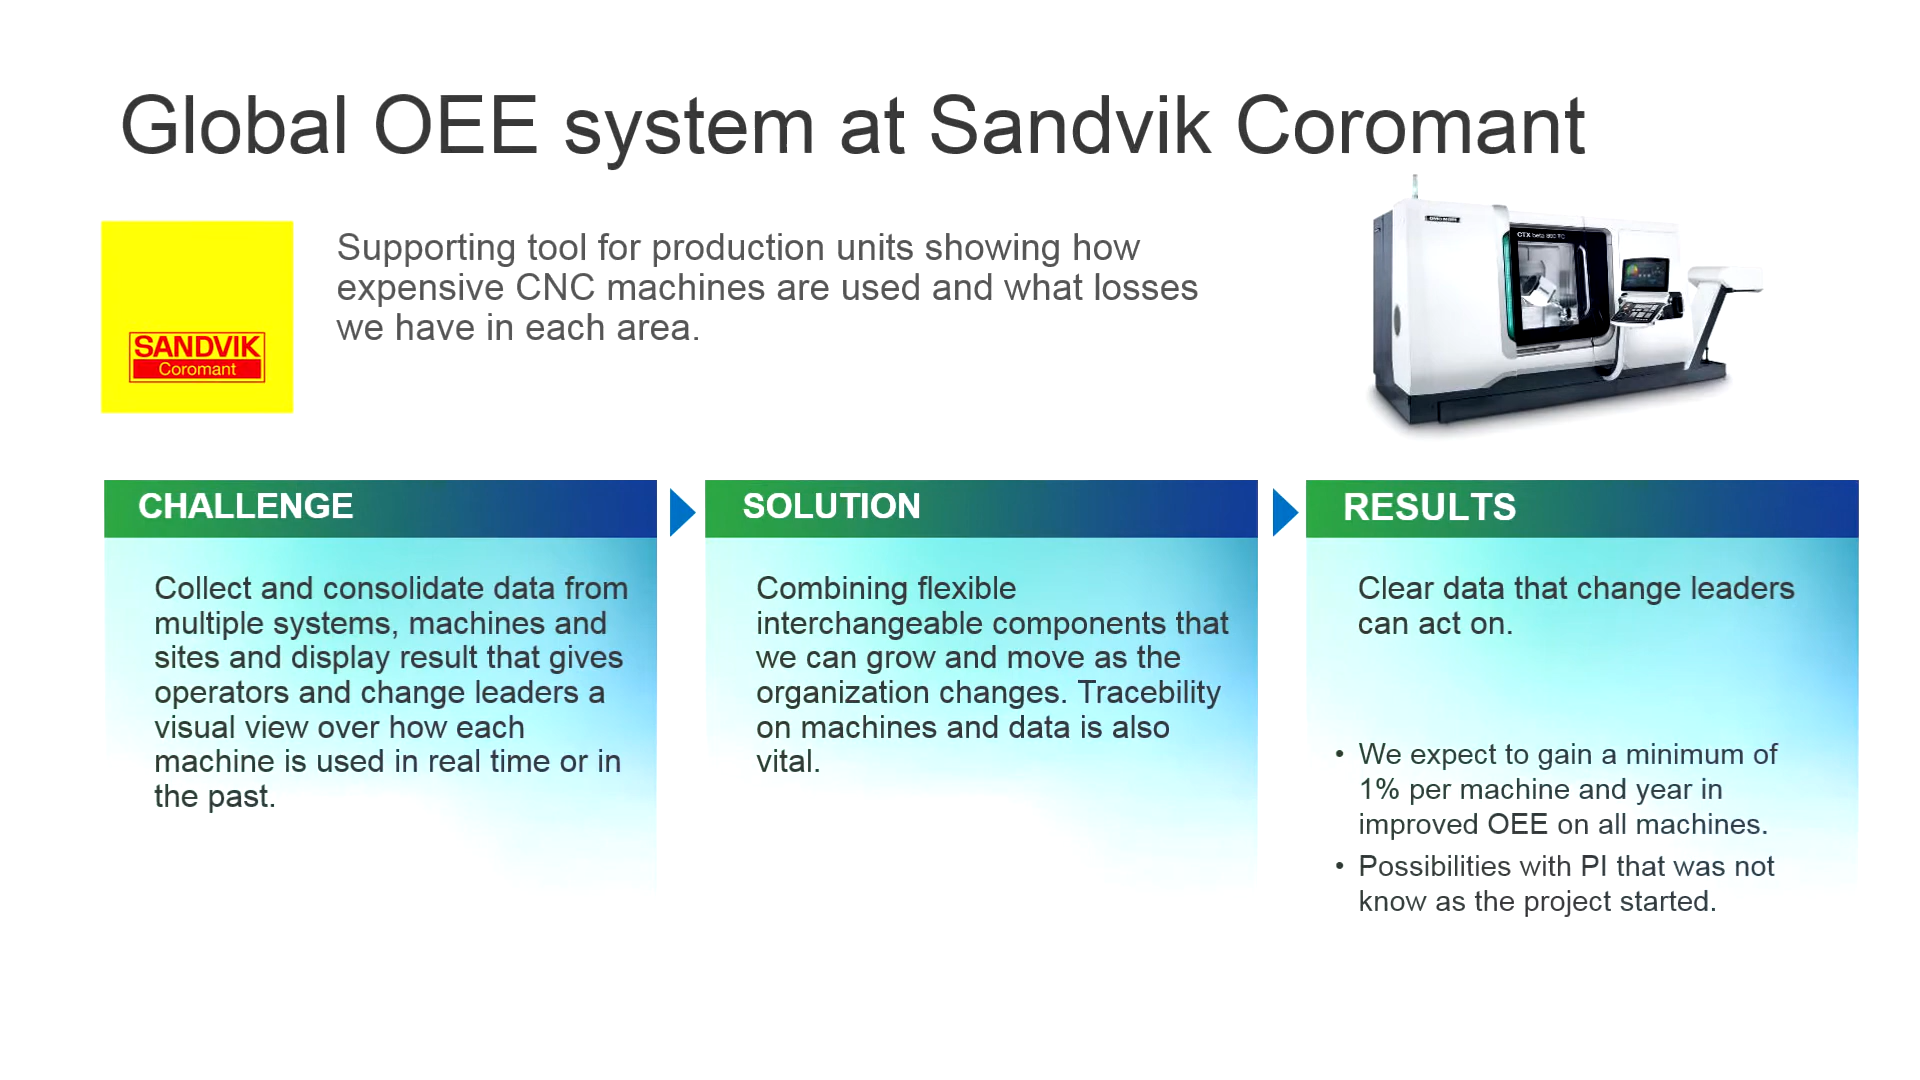 Global OEE system at Sandvik Coromant
Supporting tool for production units showing how
expensive CNC machines are used and what losses
we have in each area.
SANDVIK
Coromant
CTX beta 800 TC
CHALLENGE
Collect and consolidate data from
multiple systems, machines and
sites and display result that gives
operators and change leaders a
visual view over how each
machine is used in real time or in
the past.
SOLUTION
Combining flexible
interchangeable components that
we can grow and move as the
organization changes. Tracebility
on machines and data is also
vital.
RESULTS
Clear data that change leaders
can act on.
• We expect to gain a minimum of
1% per machine and year in
improved OEE on all machines.
• Possibilities with PI that was not
know as the project started.